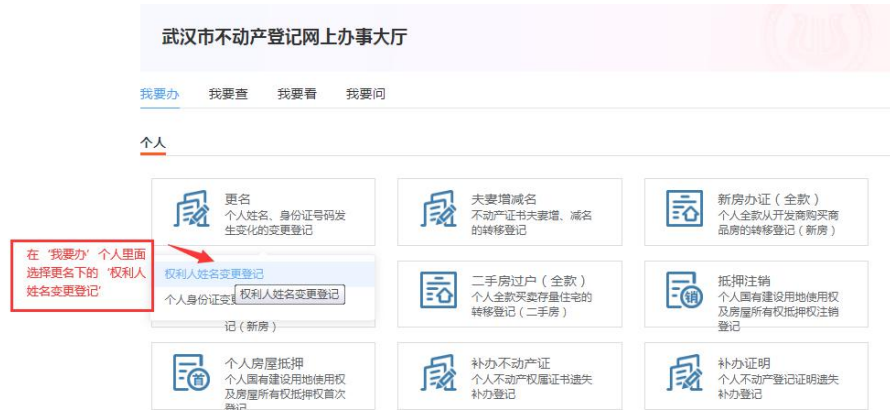 武汉市不动产登记网上办事大厅
我要办 我要查 我要看 我要问
个人
更名
个人姓名、身份证号码发
生变化的变更登记
夫妻增减名
不动产证书夫妻增、减名
的转移登记
新房办证（全款）
个人全款从开发商购买商
品房的转移登记（新房）
在‘我要办’个人里面
选择更名下的‘权利人
姓名变更登记’
权利人姓名变更登记
个人身份证变
权利人姓名变更登记
记（新房）
二手房过户（全款）
个人全款买卖存量住宅的
转移登记（二手房）
抵押注销
个人国有建设用地使用权
及房屋所有权抵押权注销
登记
个人房屋抵押
个人国有建设用地使用权
及房屋所有权抵押权首次
登记
补办不动产证
个人不动产权属证书遗失
补办登记
补办证明
个人不动产登记证明遗失
补办登记
销
首